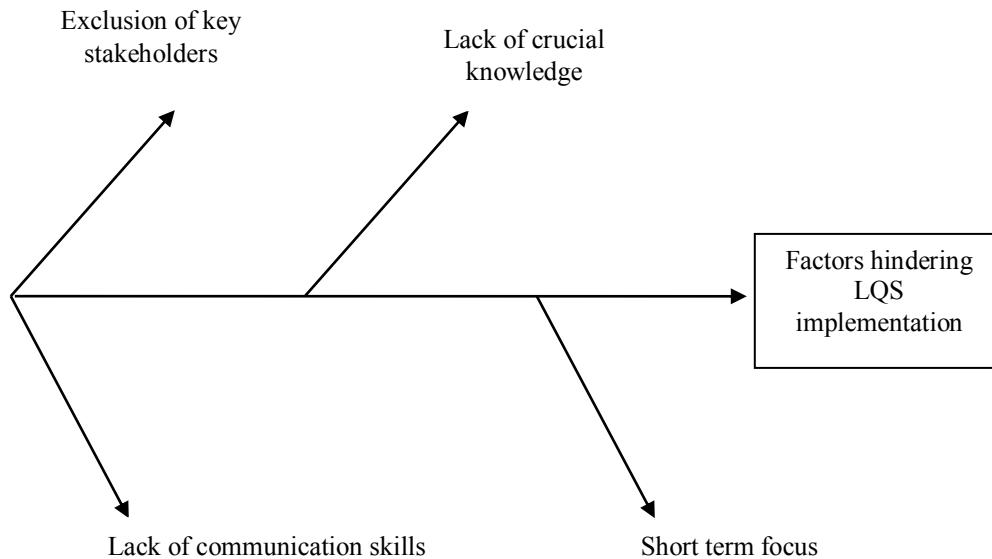 Exclusion of key
stakeholders
Lack of crucial
knowledge
Factors hindering
LQS
implementation
Lack of communication skills
Short term focus